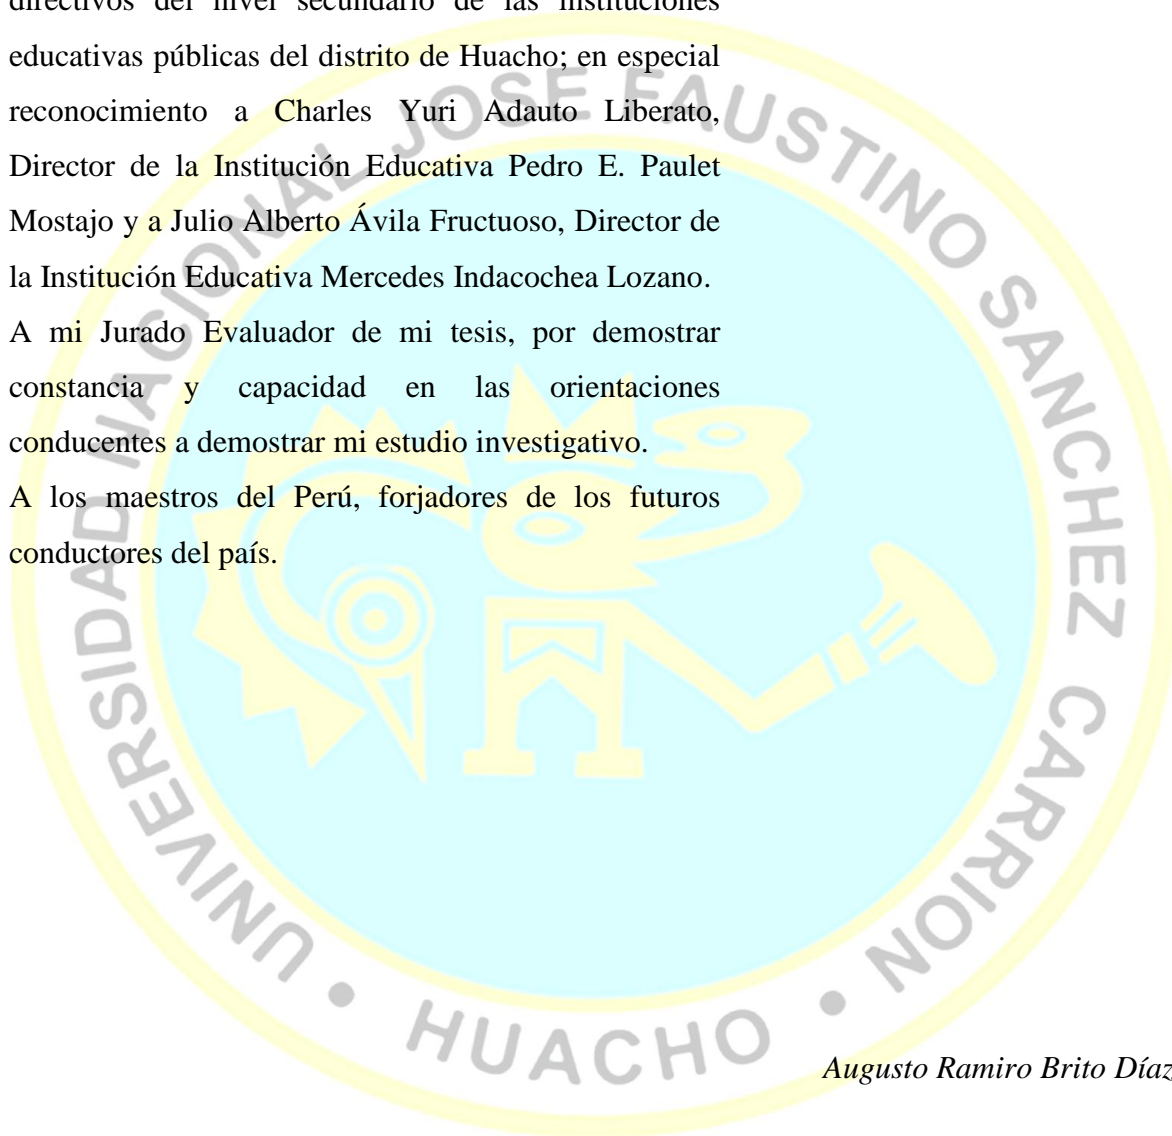 directivos del nivel secundario de las instituciones
educativas públicas del distrito de Huacho; en especial
reconocimiento a Charles Yuri Adauto Liberato,
Director de la Institución Educativa Pedro E. Paulet
Mostajo y a Julio Alberto Ávila Fructuoso, Director de
la Institución Educativa Mercedes Indacochea Lozano.
A mi Jurado Evaluador de mi tesis, por demostrar
constancia y capacidad en las orientaciones
conducentes a demostrar mi estudio investigativo.
A los maestros del Perú, forjadores de los futuros
conductores del país.
UNIVERSIDAD NACIONAL JOSE FAUSTINO SANCHEZ CARRION
• HUACHO •
Augusto Ramiro Brito Díaz